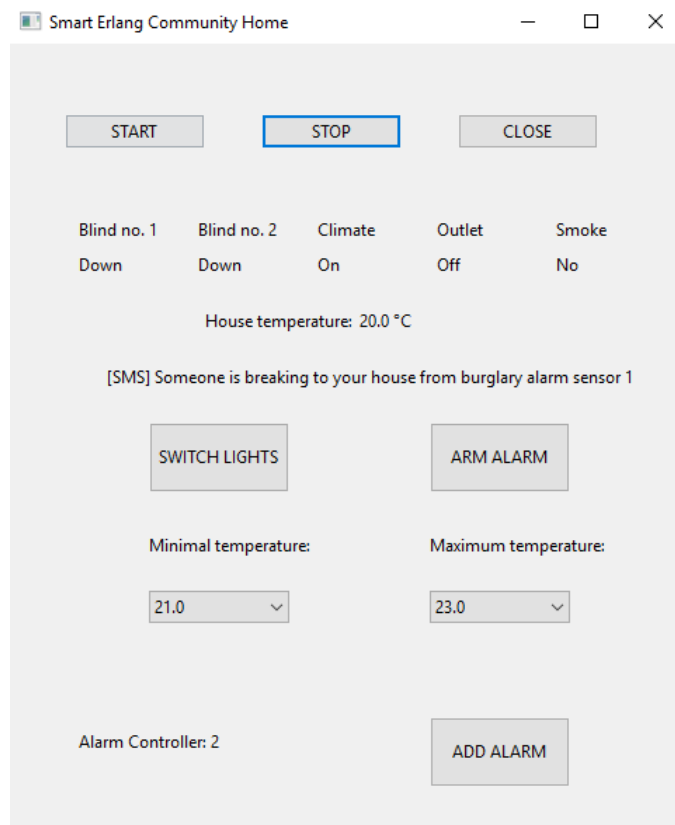 Smart Erlang Community Home
START STOP CLOSE
Blind no. 1 Blind no. 2 Climate Outlet Smoke
Down Down On Off No
House temperature: 20.0 °C
[SMS] Someone is breaking to your house from burglary alarm sensor 1
SWITCH LIGHTS ARM ALARM
Minimal temperature: Maximum temperature:
21.0 23.0
Alarm Controller: 2 ADD ALARM